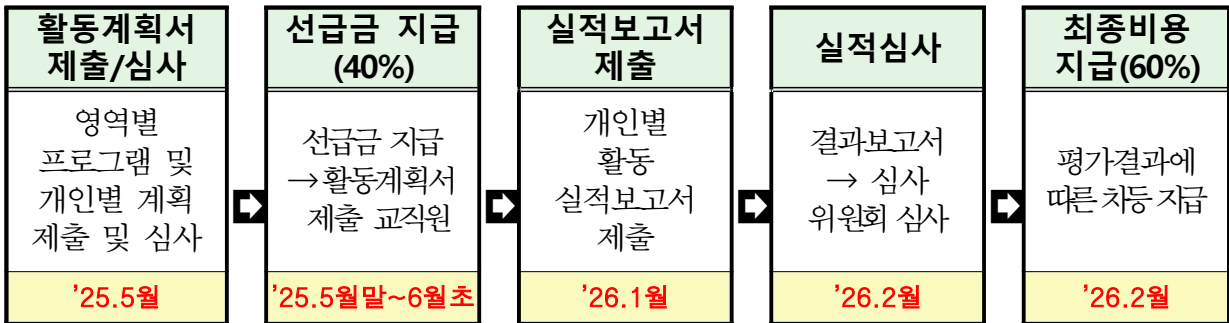 활동계획서
제출/심사
영역별
프로그램 및
개인별 계획
제출 및 심사
'25.5월
선급금 지급
(40%)
선급금 지급
→활동계획서
제출 교직원
'25.5월말~6월초
실적보고서
제출
개인별
활동
실적보고서
제출
'26.1월
실적심사
결과보고서
→ 심사
위원회 심사
'26.2월
최종비용
지급(60%)
평가결과에
따른 차등 지급
'26.2월